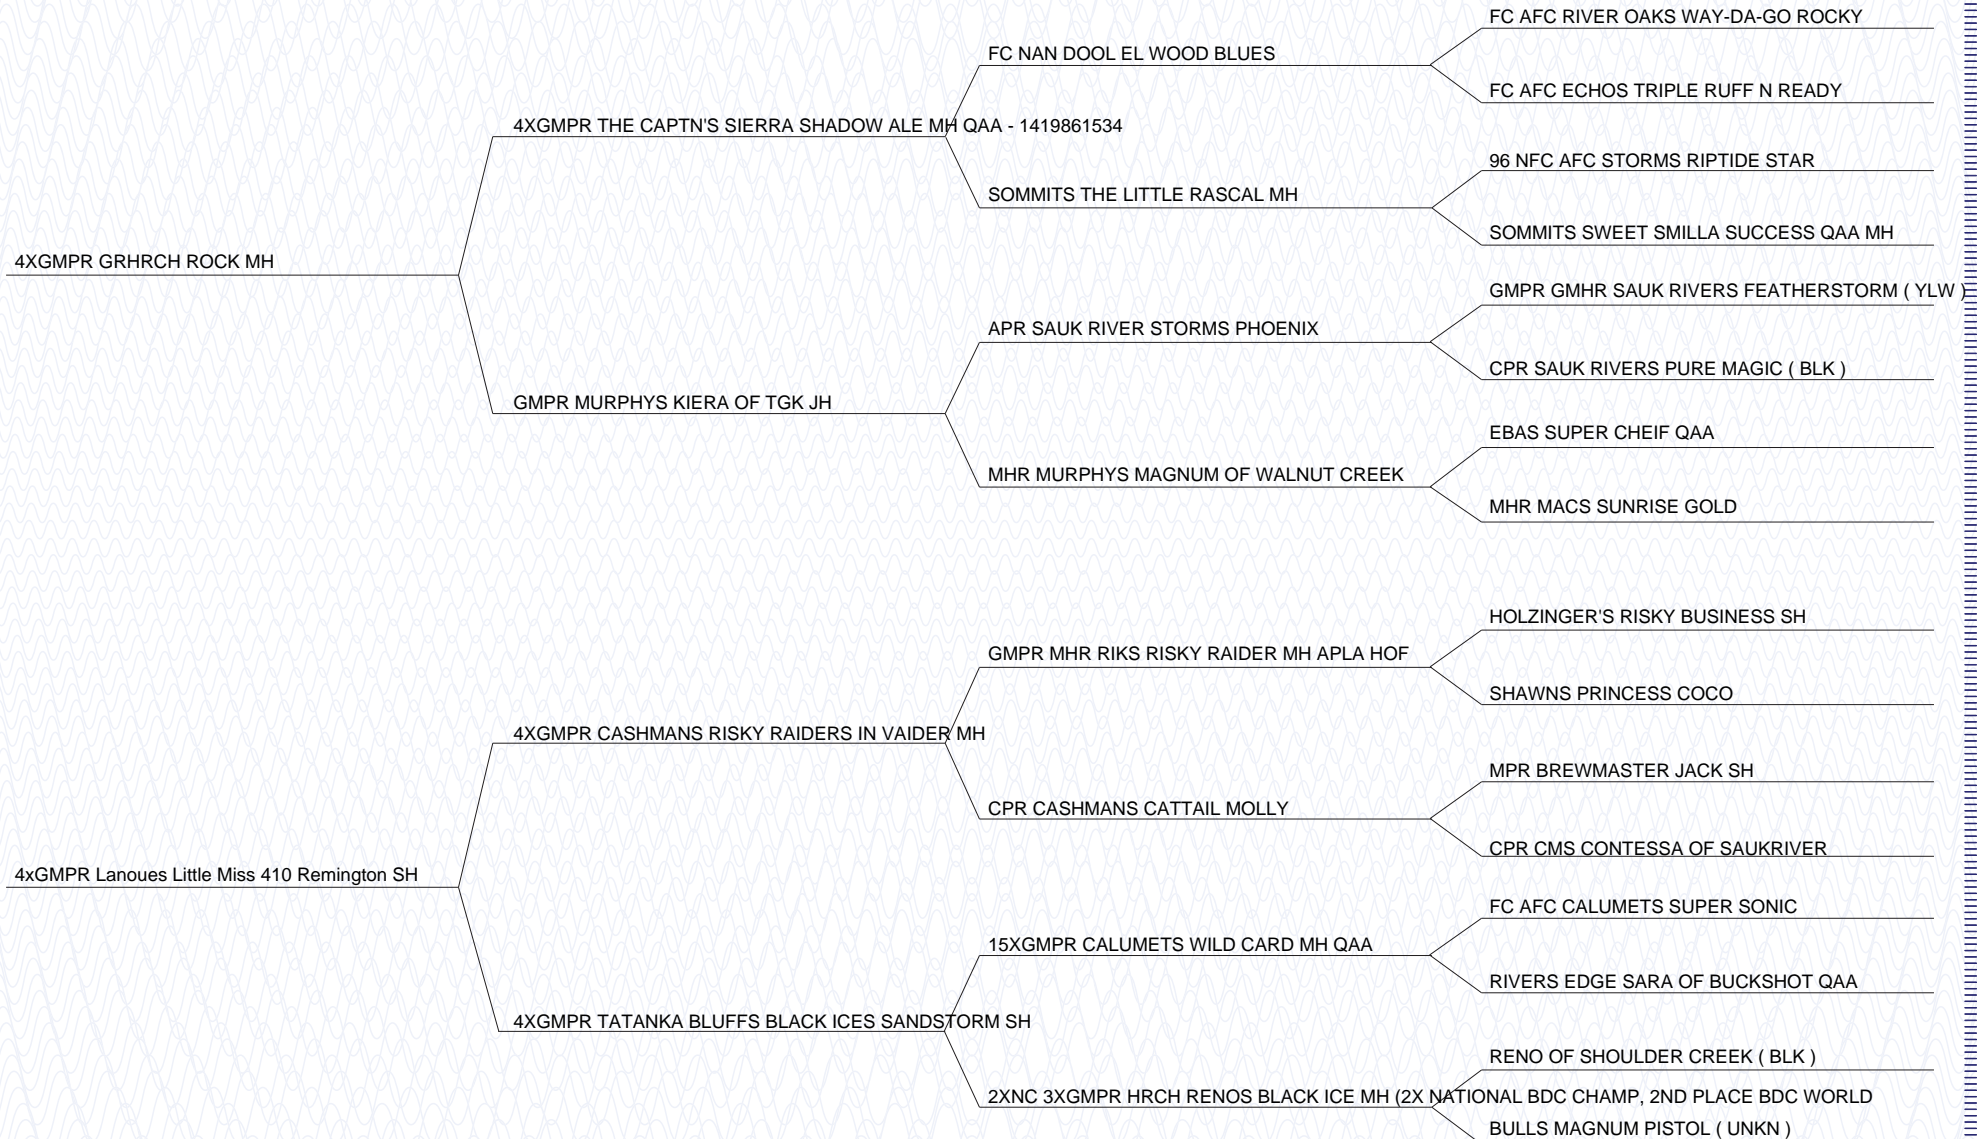 FC AFC RIVER OAKS WAY-DA-GO ROCKY
FC NAN DOOL EL WOOD BLUES
FC AFC ECHOS TRIPLE RUFF N READY
4XGMPR THE CAPTN'S SIERRA SHADOW ALE MH QAA - 1419861534
96 NFC AFC STORMS RIPTIDE STAR
SOMMITS THE LITTLE RASCAL MH
SOMMITS SWEET SMILLA SUCCESS QAA MH
4XGMPR GRHRCH ROCK MH
GMPR GMHR SAUK RIVERS FEATHERSTORM ( YLW )
APR SAUK RIVER STORMS PHOENIX
CPR SAUK RIVERS PURE MAGIC ( BLK )
GMPR MURPHYS KIERA OF TGK JH
EBAS SUPER CHEIF QAA
MHR MURPHYS MAGNUM OF WALNUT CREEK
MHR MACS SUNRISE GOLD
HOLZINGER'S RISKY BUSINESS SH
GMPR MHR RIKS RISKY RAIDER MH APLA HOF
SHAWNS PRINCESS COCO
4XGMPR CASHMANS RISKY RAIDERS IN VAIDER MH
MPR BREWMASTER JACK SH
CPR CASHMANS CATTAIL MOLLY
CPR CMS CONTESSA OF SAUKRIVER
4xGMPR Lanoues Little Miss 410 Remington SH
FC AFC CALUMETS SUPER SONIC
15XGMPR CALUMETS WILD CARD MH QAA
RIVERS EDGE SARA OF BUCKSHOT QAA
4XGMPR TATANKA BLUFFS BLACK ICES SANDSTORM SH
RENO OF SHOULDER CREEK ( BLK )
2XNC 3XGMPR HRCH RENOS BLACK ICE MH (2X NATIONAL BDC CHAMP, 2ND PLACE BDC WORLD
BULLS MAGNUM PISTOL ( UNKN )